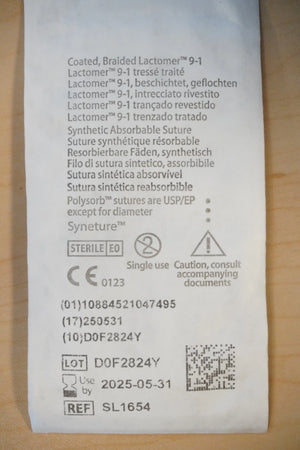 Coated, Braided Lactomer™ 9-1
Lactomer™ 9-1 tressé traité
Lactomer™ 9-1, beschichtet, geflochten
Lactomer™ 9-1, intrecciato rivestito
Lactomer™ 9-1 trançado revestido
Lactomer™ 9-1 trenzado tratado
Synthetic Absorbable Suture
Suture synthétique résorbable
Resorbierbare Fäden, synthetisch
Filo di sutura sintetico, assorbibile
Sutura sintética absorvível
Sutura sintética reabsorbible
Polysorb™ sutures are USP/EP
except for diameter
Syneture™
STERILE EO
2
Single use
Caution, consult
accompanying
documents
CE 0123
(01)10884521047495
(17)250531
(10)D0F2824Y
LOT D0F2824Y
Use by 2025-05-31
REF SL1654